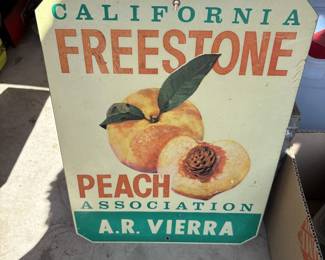 CALIFORNIA
FREESTONE
PEACH
ASSOCIATION
A.R. VIERRA